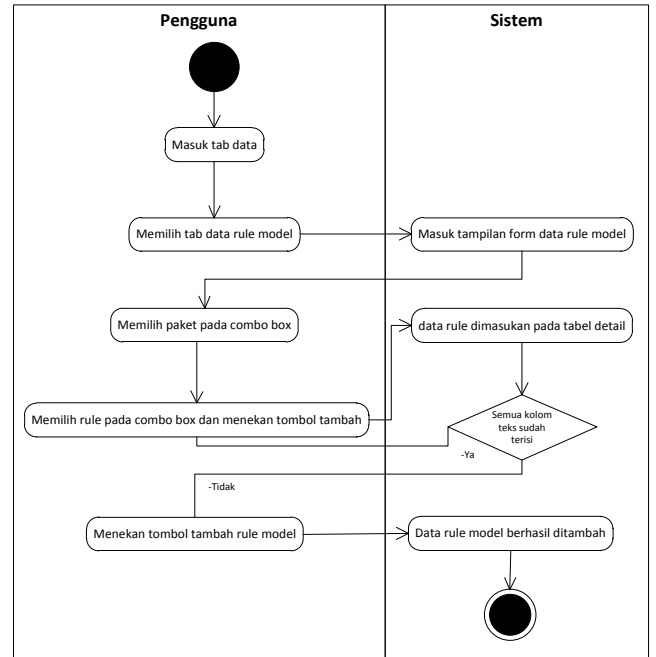 Pengguna
Sistem
Masuk tab data
Memilih tab data rule model
Masuk tampilan form data rule model
Memilih paket pada combo box
data rule dimasukan pada tabel detail
Memilih rule pada combo box dan menekan tombol tambah
Semua kolom
teks sudah
terisi
-Ya
-Tidak
Menekan tombol tambah rule model
Data rule model berhasil ditambah